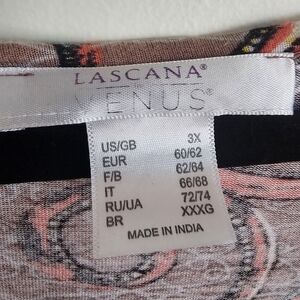 LASCANA®
VENUS®
US/GB 3X
EUR 60/62
F/B 62/64
IT 66/68
RU/UA 72/74
BR XXXG
MADE IN INDIA